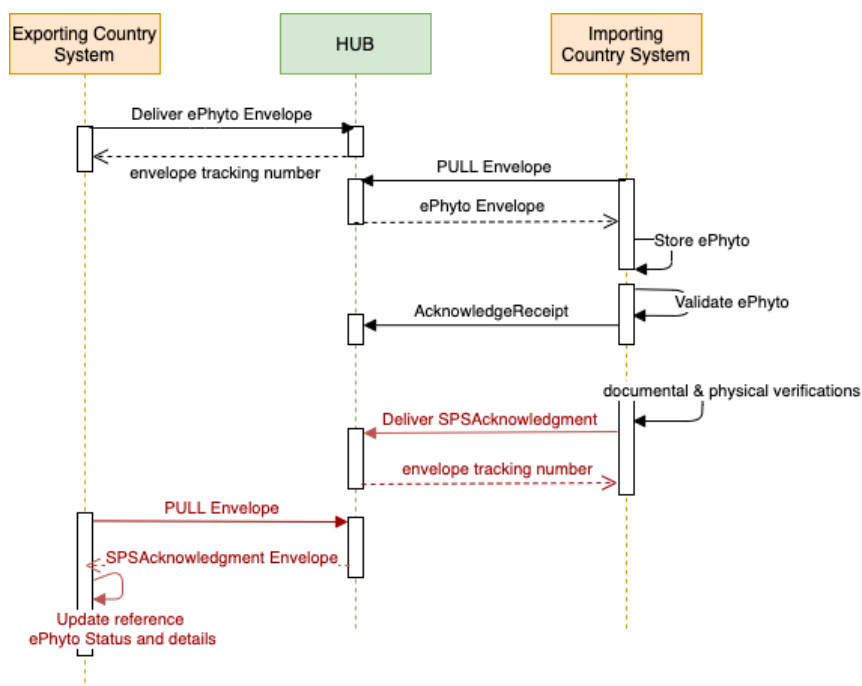 Exporting Country
System
HUB
Importing
Country System
Deliver ePhyto Envelope
envelope tracking number
PULL Envelope
ePhyto Envelope
Store ePhyto
Validate ePhyto
AcknowledgeReceipt
documental & physical verifications
Deliver SPSAcknowledgment
envelope tracking number
PULL Envelope
SPSAcknowledgment Envelope
Update reference
ePhyto Status and details